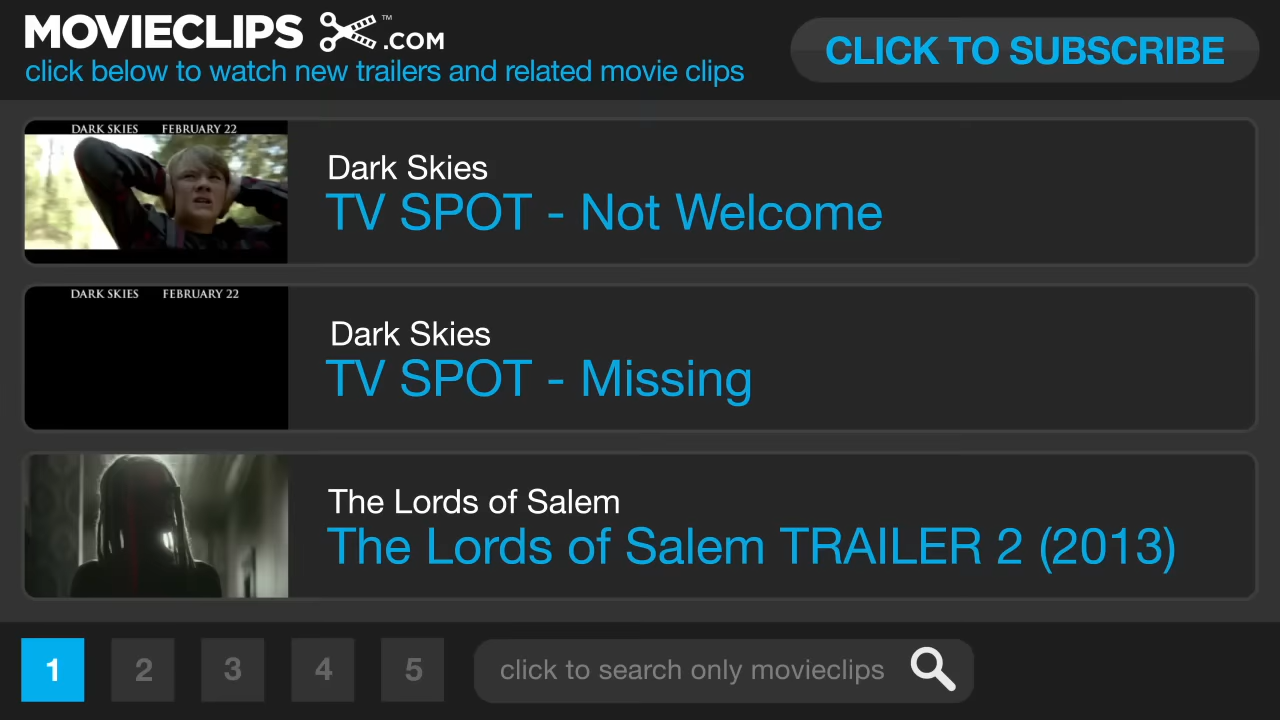 MOVIECLIPS ™ .COM
click below to watch new trailers and related movie clips
CLICK TO SUBSCRIBE
DARK SKIES FEBRUARY 22
Dark Skies
TV SPOT - Not Welcome
DARK SKIES FEBRUARY 22
Dark Skies
TV SPOT - Missing
The Lords of Salem
The Lords of Salem TRAILER 2 (2013)
1 2 3 4 5 click to search only movieclips